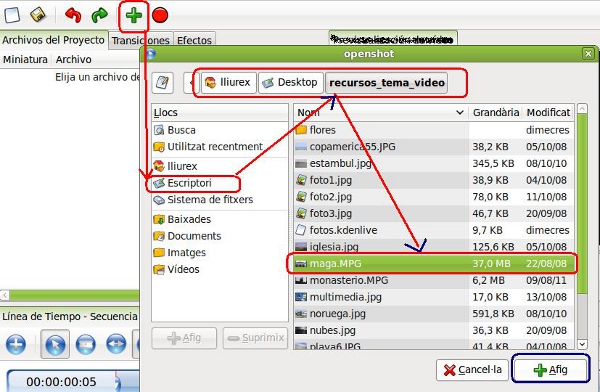 Archivos del Proyecto Transiciones Efectos
Miniatura Archivo
Elija un archivo de
openshot
lliurex Desktop recursos_tema_video
Llocs
Busca
Utilitzat recentment
lliurex
Escriptori
Sistema de fitxers
Baixades
Documents
Imatges
Vídeos
Afig Suprimix
Nom Grandària Modificat
flores dimecres
copamerica55.JPG 38,2 KB 05/10/08
estambul.jpg 345,5 KB 08/10/10
foto1.jpg 38,9 KB 04/10/08
foto2.jpg 78,0 KB 11/10/08
foto3.jpg 46,7 KB 20/09/08
fotos.kdenlive 9,7 KB dimecres
iglesia.jpg 125,6 KB 05/10/08
maga.MPG 37,0 MB 22/08/08
monasterio.MPG 6,2 MB 09/08/11
multimedia.jpg 17,0 KB 13/10/08
noruega.jpg 591,8 KB 08/10/10
nubes.jpg 36,3 KB 20/09/08
playa6.JPG 41,4 KB 04/10/08
Cancel·la Afig
Línea de Tiempo - Secuencia
00:00:00:05